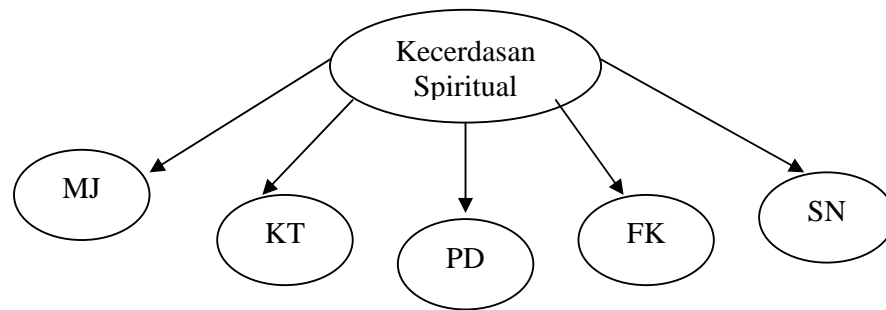 Kecerdasan
Spiritual
MJ
KT
PD
FK
SN